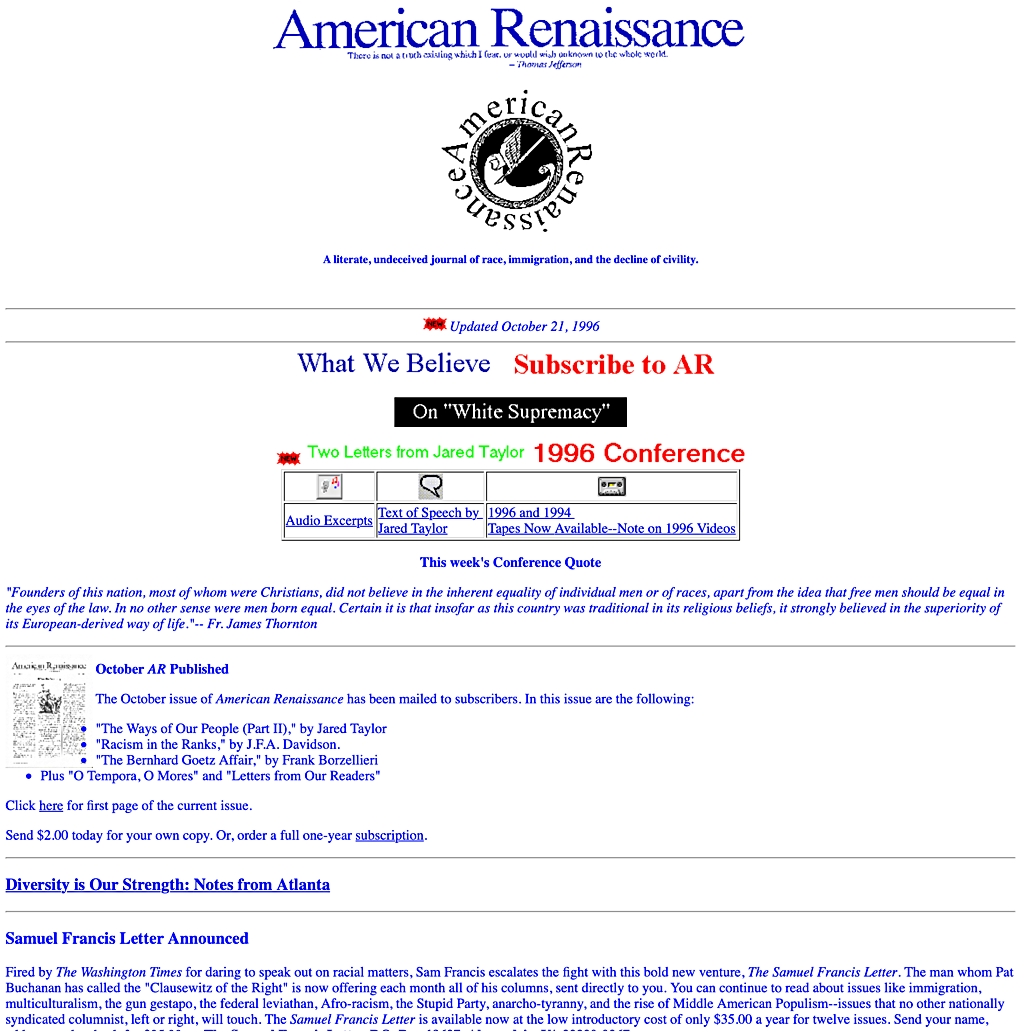 American Renaissance
"There is not a truth existing which I fear, or would wish unknown to the whole world.
-- Thomas Jefferson
American Renaissance
A literate, undeceived journal of race, immigration, and the decline of civility.
NEW Updated October 21, 1996
What We Believe Subscribe to AR
On "White Supremacy"
NEW Two Letters from Jared Taylor 1996 Conference
Audio Excerpts
Text of Speech by
Jared Taylor
1996 and 1994
Tapes Now Available--Note on 1996 Videos
This week's Conference Quote
"Founders of this nation, most of whom were Christians, did not believe in the inherent equality of individual men or of races, apart from the idea that free men should be equal in
the eyes of the law. In no other sense were men born equal. Certain it is that insofar as this country was traditional in its religious beliefs, it strongly believed in the superiority of
its European-derived way of life."-- Fr. James Thornton
American Renaissance
October AR Published
The October issue of American Renaissance has been mailed to subscribers. In this issue are the following:
• "The Ways of Our People (Part II)," by Jared Taylor
• "Racism in the Ranks," by J.F.A. Davidson.
• "The Bernhard Goetz Affair," by Frank Borzellieri
• Plus "O Tempora, O Mores" and "Letters from Our Readers"
Click here for first page of the current issue.
Send $2.00 today for your own copy. Or, order a full one-year subscription.
Diversity is Our Strength: Notes from Atlanta
Samuel Francis Letter Announced
Fired by The Washington Times for daring to speak out on racial matters, Sam Francis escalates the fight with this bold new venture, The Samuel Francis Letter. The man whom Pat
Buchanan has called the "Clausewitz of the Right" is now offering each month all of his columns, sent directly to you. You can continue to read about issues like immigration,
multiculturalism, the gun gestapo, the federal leviathan, Afro-racism, the Stupid Party, anarcho-tyranny, and the rise of Middle American Populism--issues that no other nationally
syndicated columnist, left or right, will touch. The Samuel Francis Letter is available now at the low introductory cost of only $35.00 a year for twelve issues. Send your name,